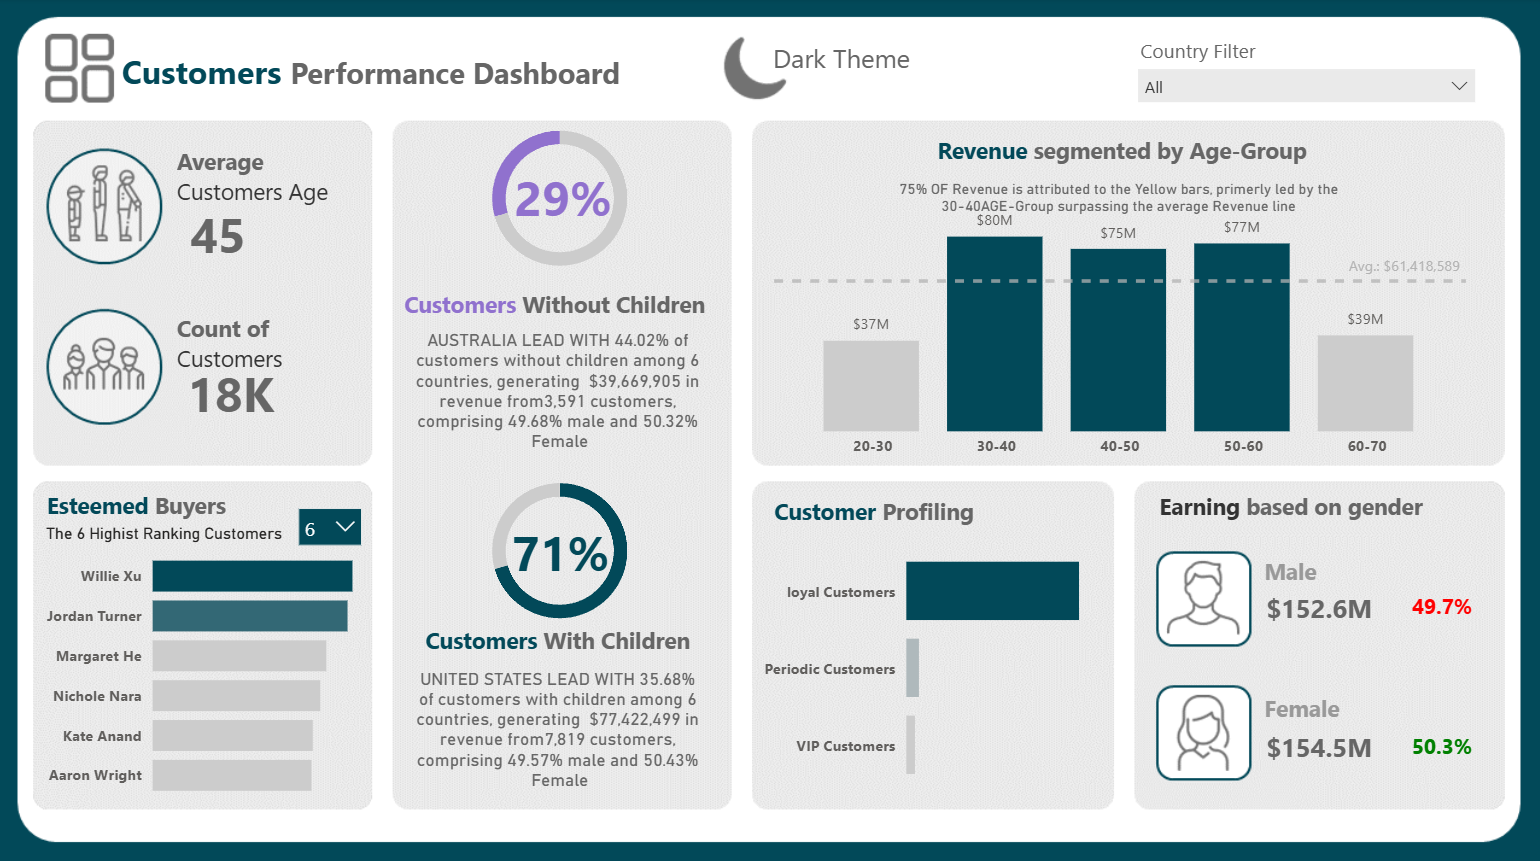 Customers Performance Dashboard
Dark Theme
Country Filter
All
Average
Customers Age
45
Count of
Customers
18K
29%
Customers Without Children
AUSTRALIA LEAD WITH 44.02% of
customers without children among 6
countries, generating $39,669,905 in
revenue from3,591 customers,
comprising 49.68% male and 50.32%
Female
71%
Customers With Children
UNITED STATES LEAD WITH 35.68%
of customers with children among 6
countries, generating $77,422,499 in
revenue from7,819 customers,
comprising 49.57% male and 50.43%
Female
Revenue segmented by Age-Group
75% OF Revenue is attributed to the Yellow bars, primerly led by the
30-40AGE-Group surpassing the average Revenue line
$80M
$75M
$77M
Avg.: $61,418,589
$37M
$39M
20-30
30-40
40-50
50-60
60-70
Esteemed Buyers
The 6 Highist Ranking Customers
6
Willie Xu
Jordan Turner
Margaret He
Nichole Nara
Kate Anand
Aaron Wright
Customer Profiling
loyal Customers
Periodic Customers
VIP Customers
Earning based on gender
Male
$152.6M
49.7%
Female
$154.5M
50.3%